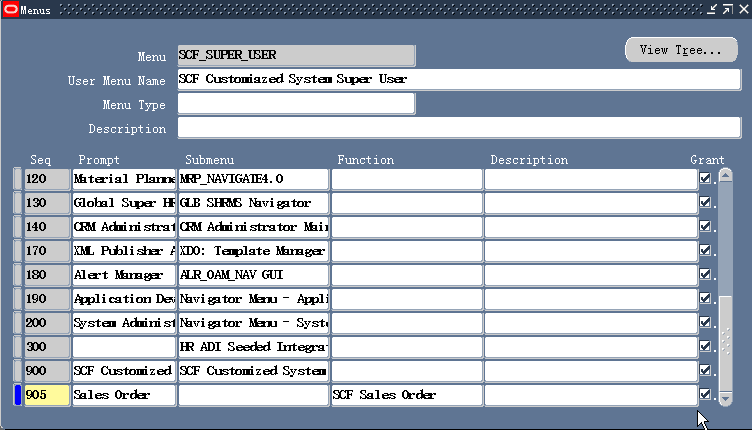 Menus
Menu SCF_SUPER_USER View Tree...
User Menu Name SCF Customiazed System Super User
Menu Type
Description
Seq Prompt Submenu Function Description Grant
120 Material Planne MRP_NAVIGATE4.0
130 Global Super HR GLB SHRMS Navigator
140 CRM Administrat CRM Administrator Main
170 XML Publisher A XDO: Template Manager
180 Alert Manager ALR_OAM_NAV GUI
190 Application Dev Navigator Menu - Appli
200 System Administ Navigator Menu - Syste
300 HR ADI Seeded Integra
900 SCF Customized SCF Customized System
905 Sales Order SCF Sales Order